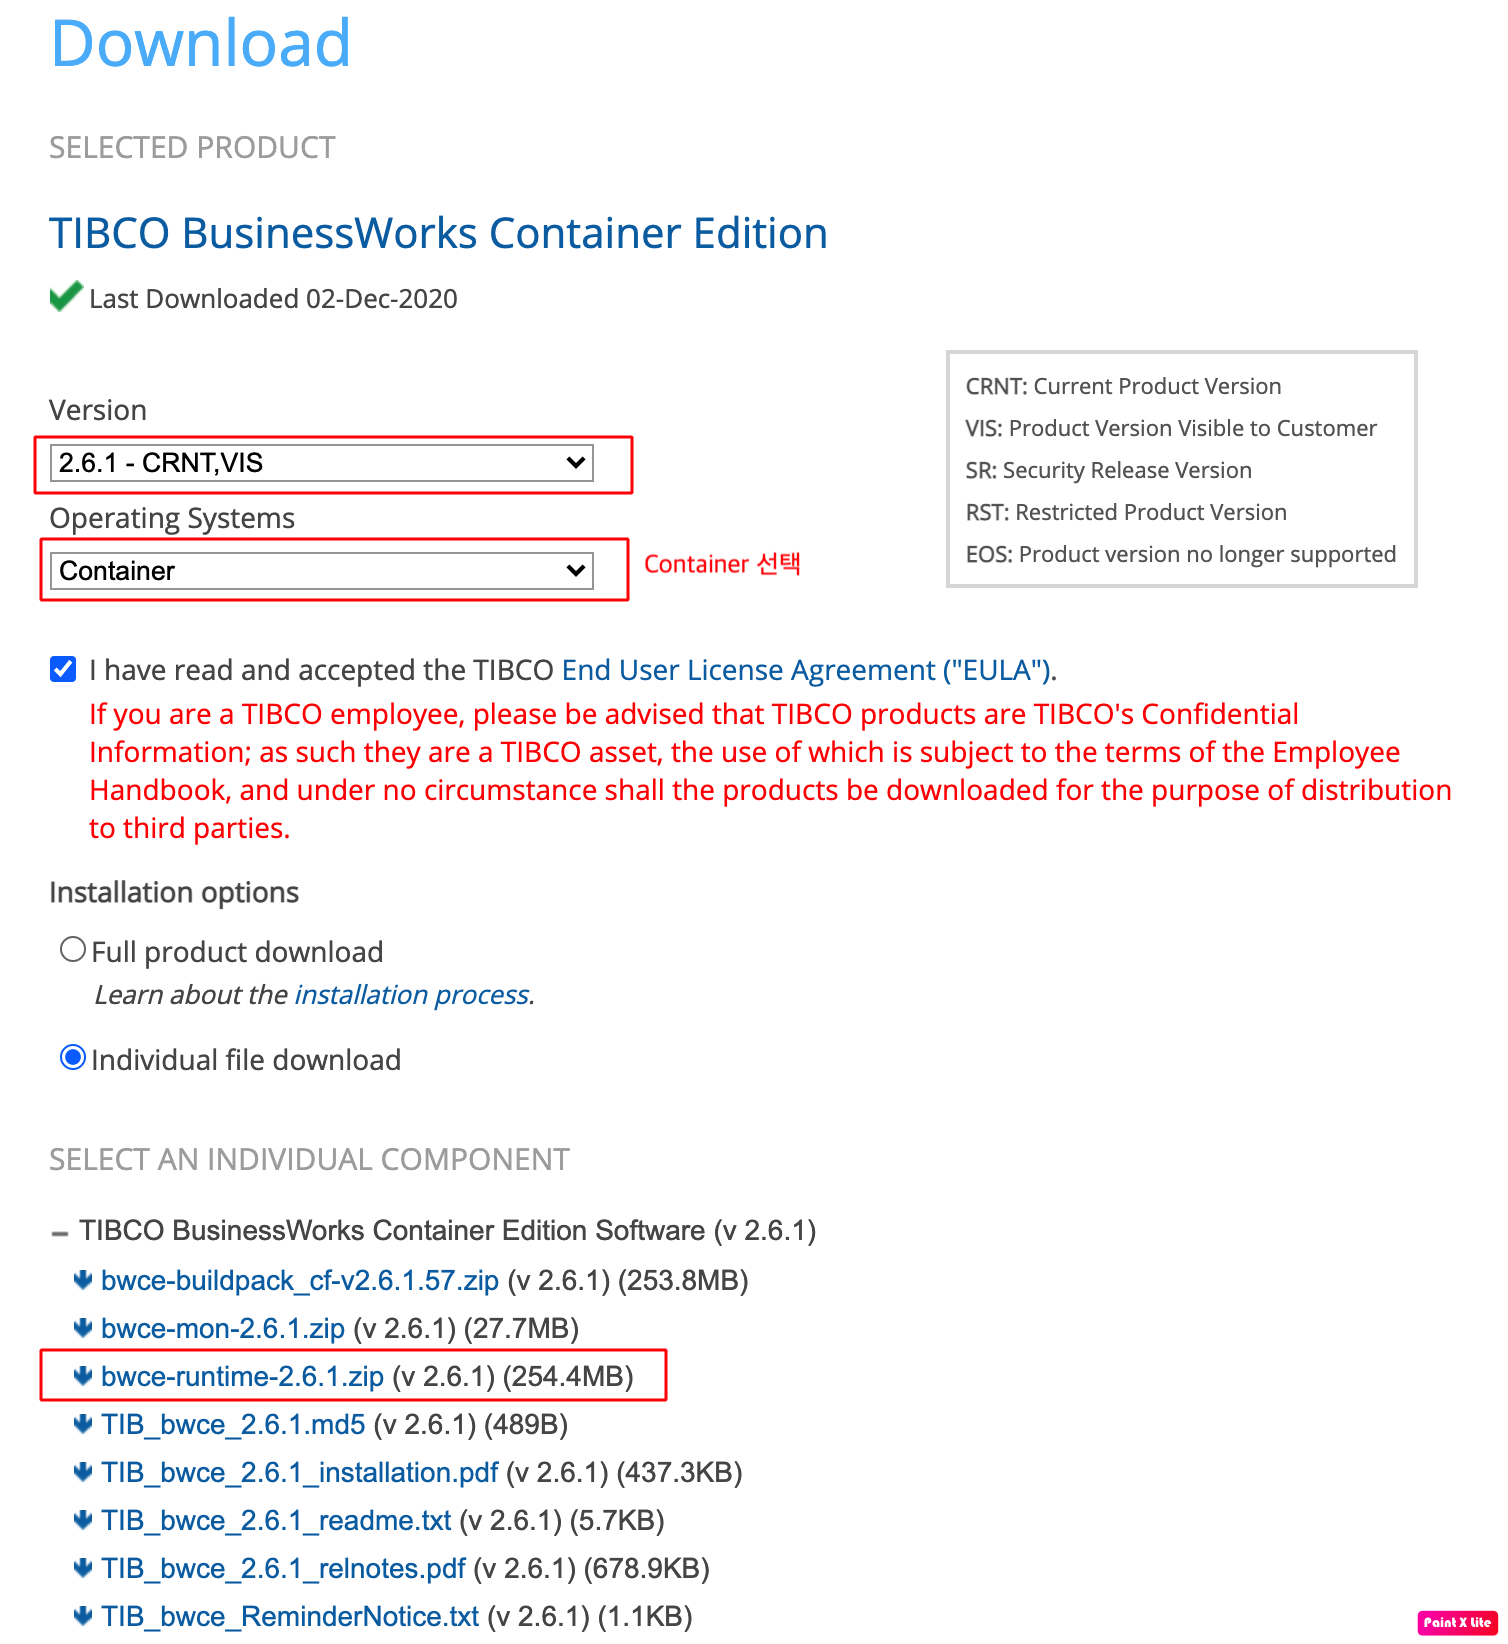 Download
SELECTED PRODUCT
TIBCO BusinessWorks Container Edition
Last Downloaded 02-Dec-2020
Version
2.6.1 - CRNT,VIS
Operating Systems
Container
Container 선택
CRNT: Current Product Version
VIS: Product Version Visible to Customer
SR: Security Release Version
RST: Restricted Product Version
EOS: Product version no longer supported
I have read and accepted the TIBCO End User License Agreement ("EULA").
If you are a TIBCO employee, please be advised that TIBCO products are TIBCO's Confidential
Information; as such they are a TIBCO asset, the use of which is subject to the terms of the Employee
Handbook, and under no circumstance shall the products be downloaded for the purpose of distribution
to third parties.
Installation options
Full product download
Learn about the installation process.
Individual file download
SELECT AN INDIVIDUAL COMPONENT
TIBCO BusinessWorks Container Edition Software (v 2.6.1)
bwce-buildpack_cf-v2.6.1.57.zip (v 2.6.1) (253.8MB)
bwce-mon-2.6.1.zip (v 2.6.1) (27.7MB)
bwce-runtime-2.6.1.zip (v 2.6.1) (254.4MB)
TIB_bwce_2.6.1.md5 (v 2.6.1) (489B)
TIB_bwce_2.6.1_installation.pdf (v 2.6.1) (437.3KB)
TIB_bwce_2.6.1_readme.txt (v 2.6.1) (5.7KB)
TIB_bwce_2.6.1_relnotes.pdf (v 2.6.1) (678.9KB)
TIB_bwce_ReminderNotice.txt (v 2.6.1) (1.1KB)
Paint X Lite